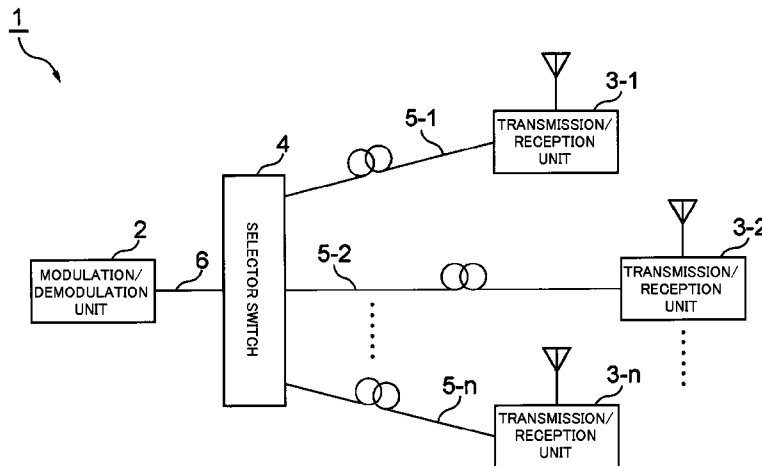 1
3-1
TRANSMISSION/
RECEPTION
UNIT
5-1
4
SELECTOR SWITCH
3-2
TRANSMISSION/
RECEPTION
UNIT
2
MODULATION/
DEMODULATION
UNIT
6
5-2
3-n
TRANSMISSION/
RECEPTION
UNIT
5-n